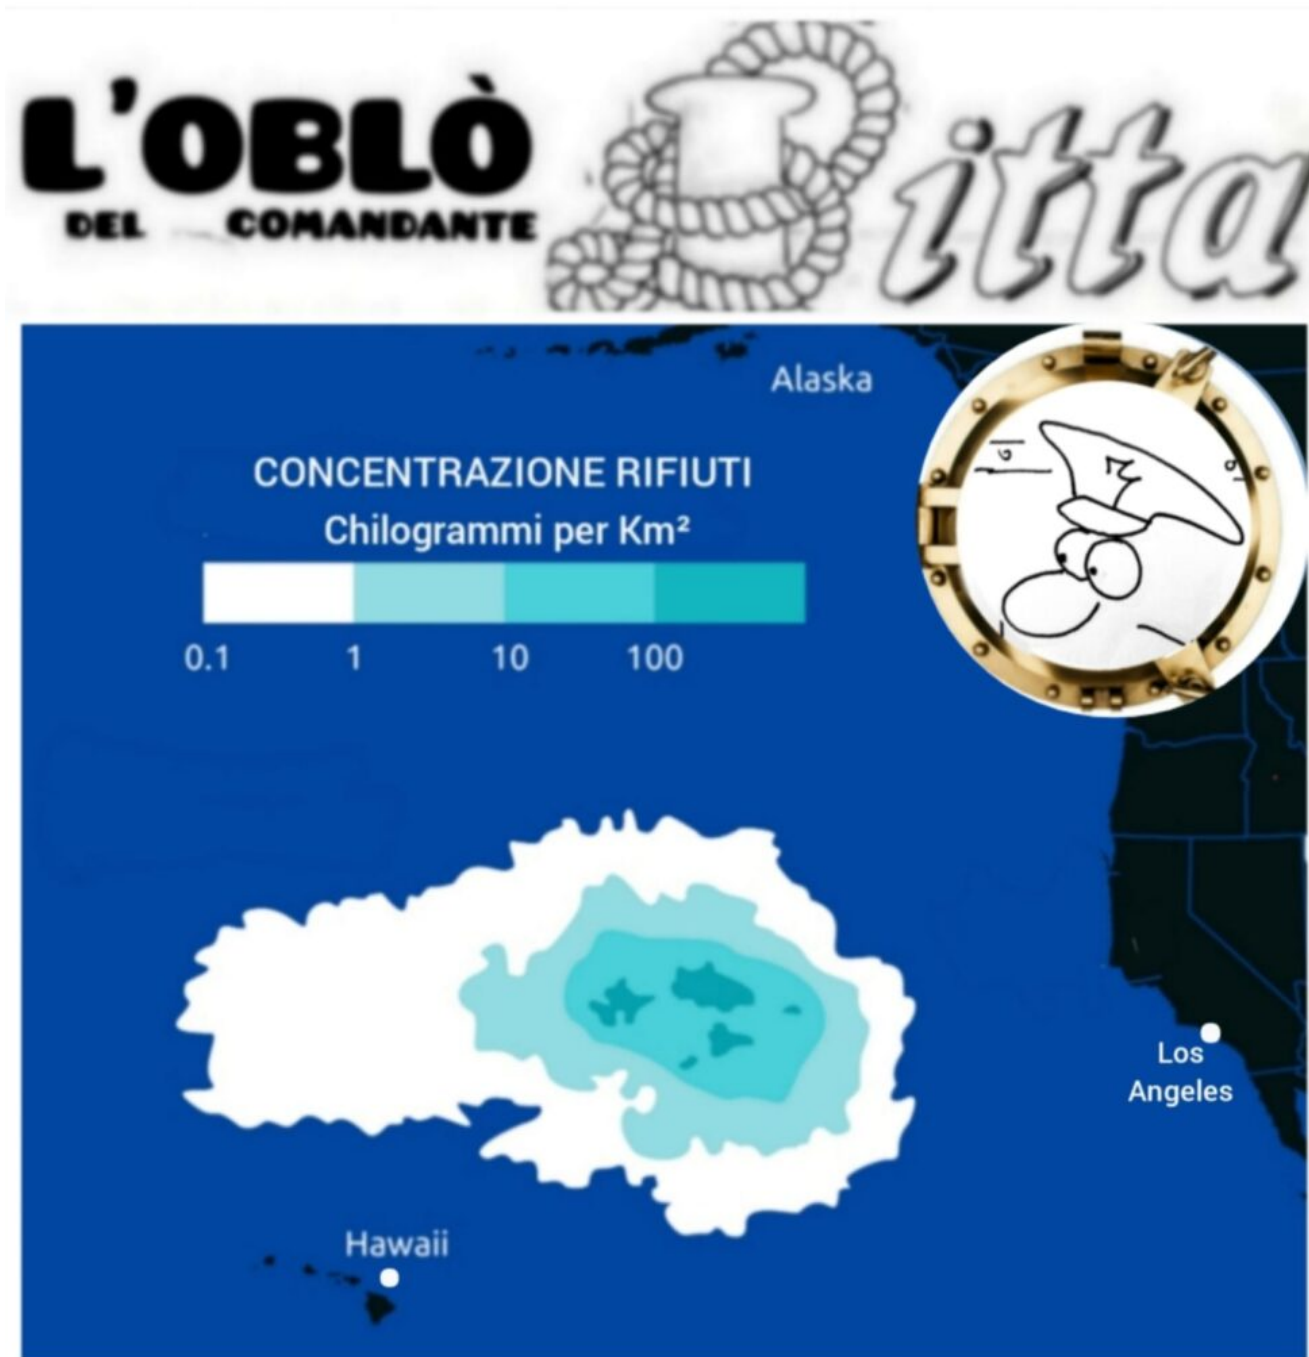 L'OBLÒ
DEL COMANDANTE
Bitta
Alaska
CONCENTRAZIONE RIFIUTI
Chilogrammi per Km²
0.1 1 10 100
Los
Angeles
Hawaii